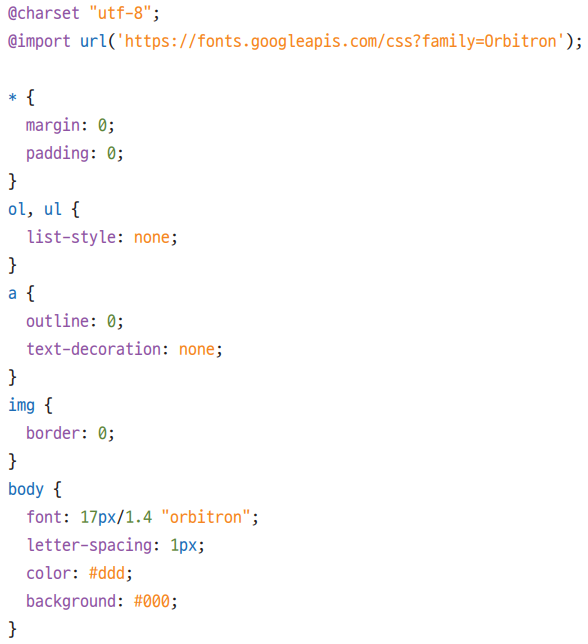 @charset "utf-8";
@import url('https://fonts.googleapis.com/css?family=Orbitron');

* {
  margin: 0;
  padding: 0;
}
ol, ul {
  list-style: none;
}
a {
  outline: 0;
  text-decoration: none;
}
img {
  border: 0;
}
body {
  font: 17px/1.4 "orbitron";
  letter-spacing: 1px;
  color: #ddd;
  background: #000;
}